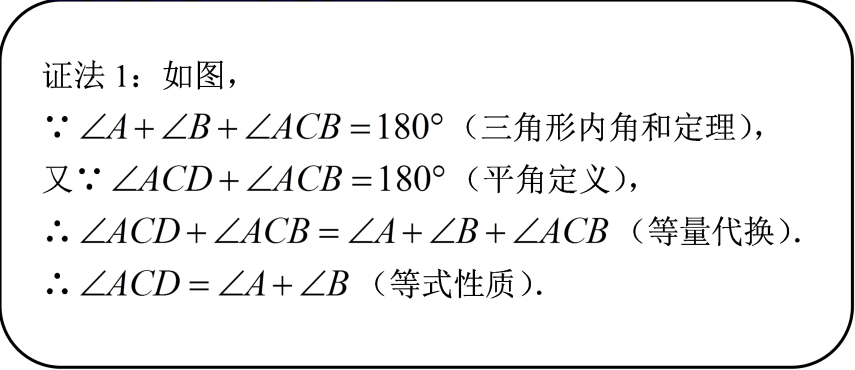 证法 1：如图，
∵ ∠A + ∠B + ∠ACB = 180°（三角形内角和定理），
又∵ ∠ACD + ∠ACB = 180°（平角定义），
∴ ∠ACD + ∠ACB = ∠A + ∠B + ∠ACB（等量代换）．
∴ ∠ACD = ∠A + ∠B（等式性质）．